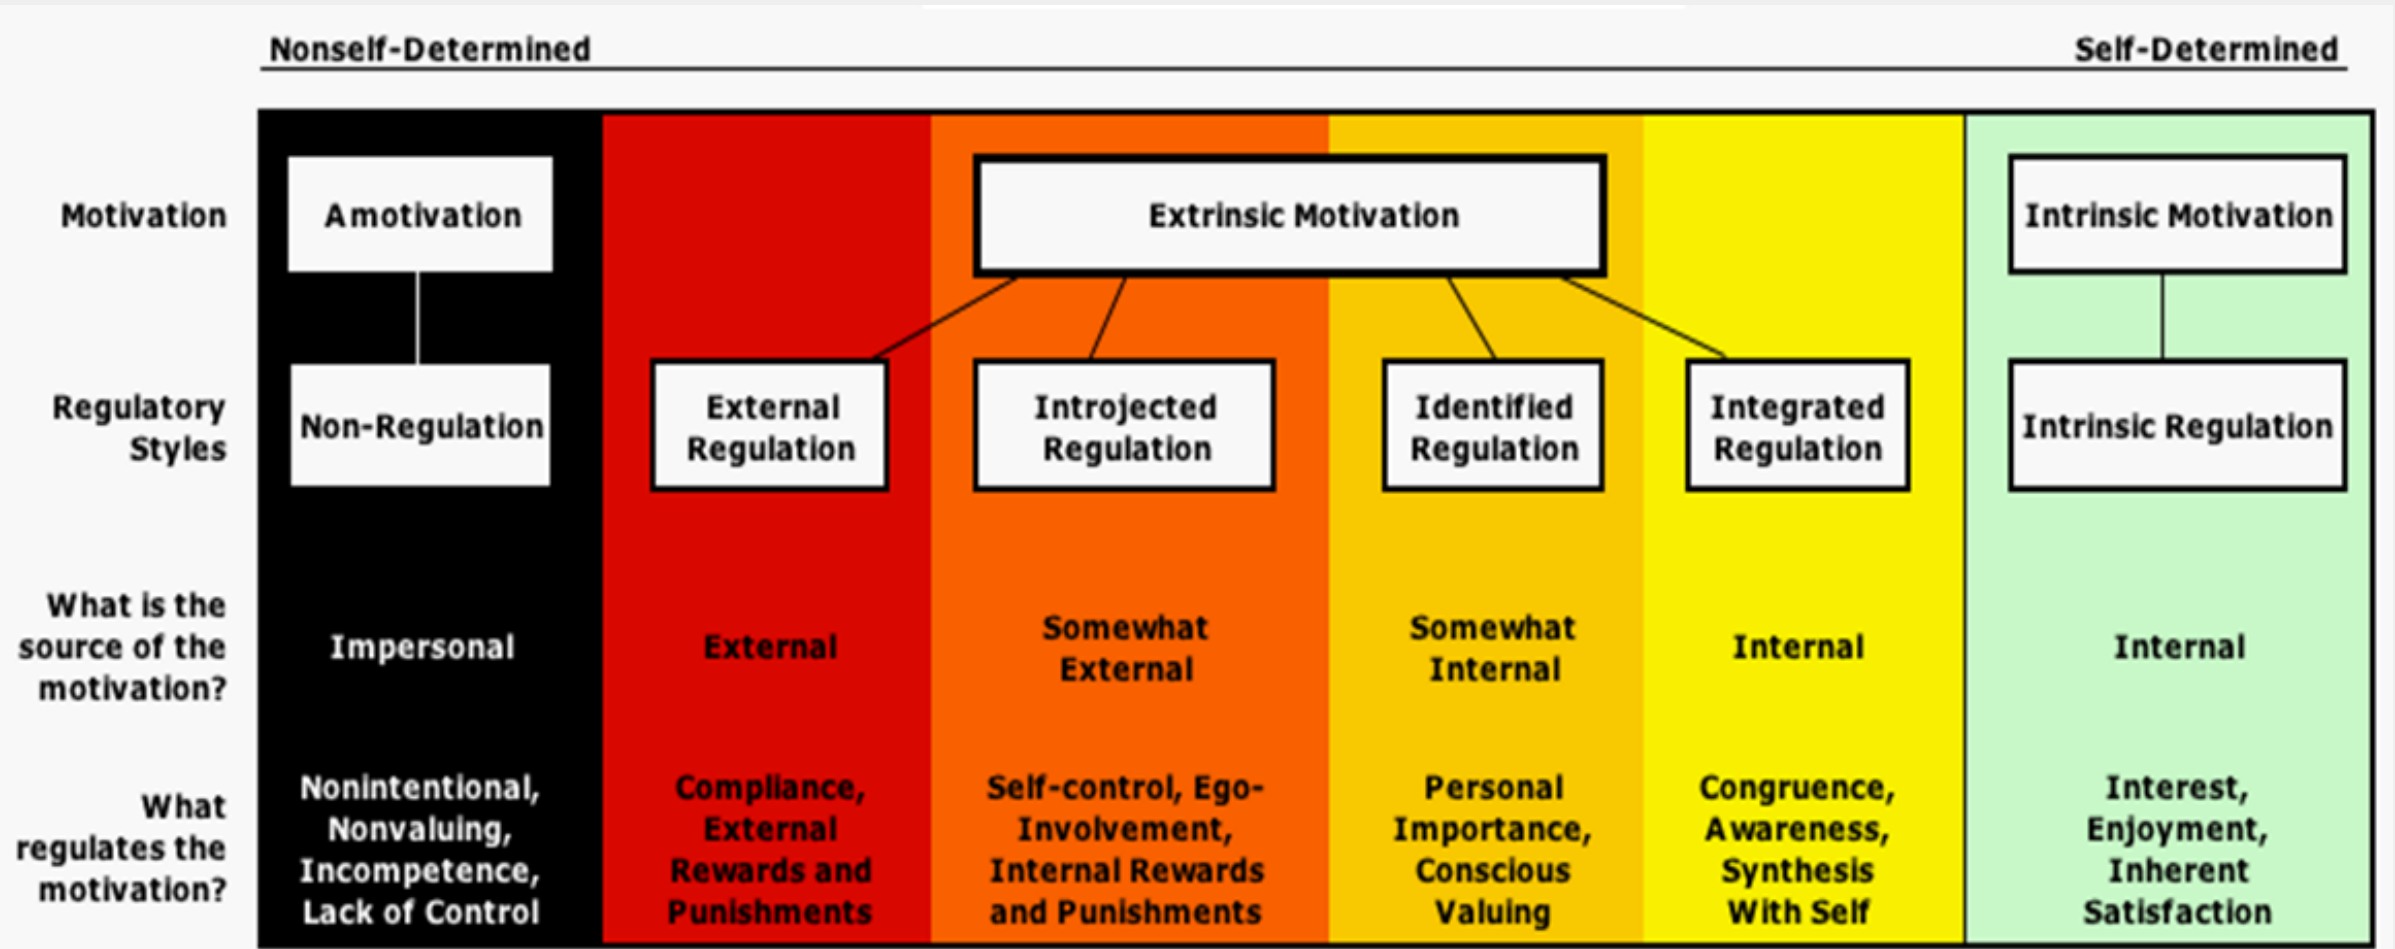 Nonself-Determined
Self-Determined
Motivation
Amotivation
Extrinsic Motivation
Intrinsic Motivation
Regulatory
Styles
Non-Regulation
External
Regulation
Introjected
Regulation
Identified
Regulation
Integrated
Regulation
Intrinsic Regulation
What is the
source of the
motivation?
Impersonal
External
Somewhat
External
Somewhat
Internal
Internal
Internal
What
regulates the
motivation?
Nonintentional,
Nonvaluing,
Incompetence,
Lack of Control
Compliance,
External
Rewards and
Punishments
Self-control, Ego-
Involvement,
Internal Rewards
and Punishments
Personal
Importance,
Conscious
Valuing
Congruence,
Awareness,
Synthesis
With Self
Interest,
Enjoyment,
Inherent
Satisfaction